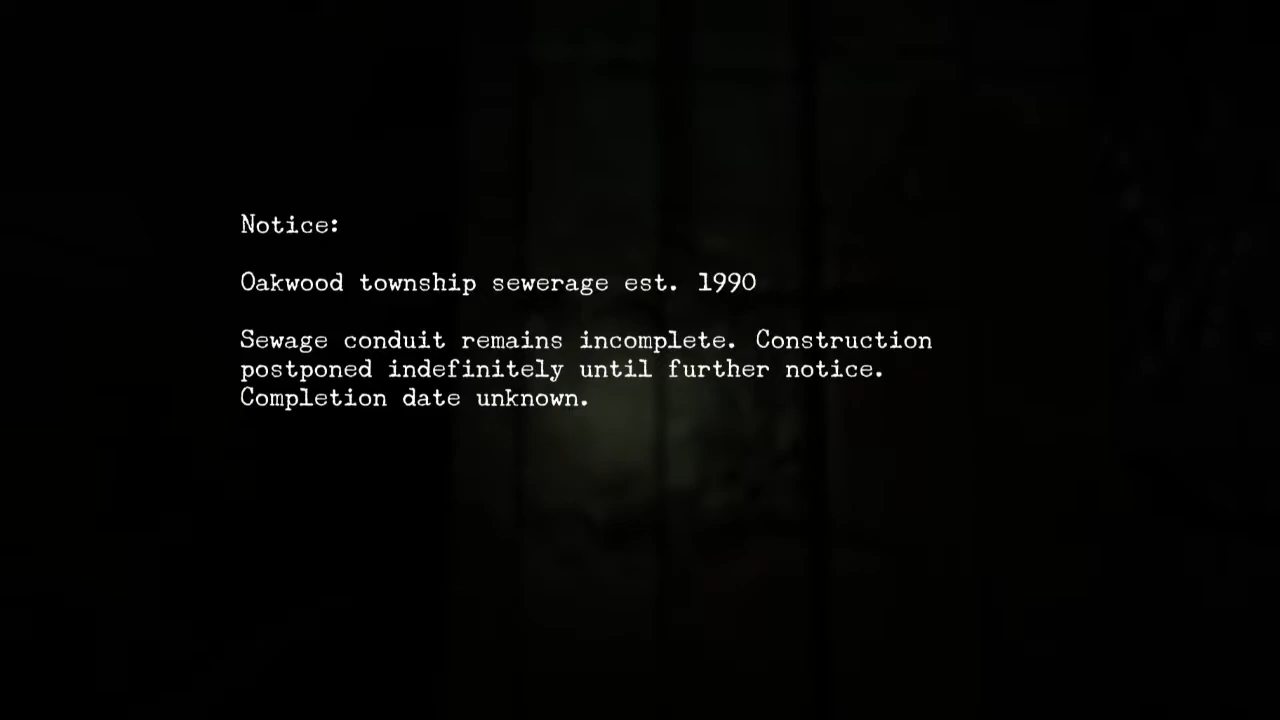 Notice:
Oakwood township sewerage est. 1990
Sewage conduit remains incomplete. Construction
postponed indefinitely until further notice.
Completion date unknown.